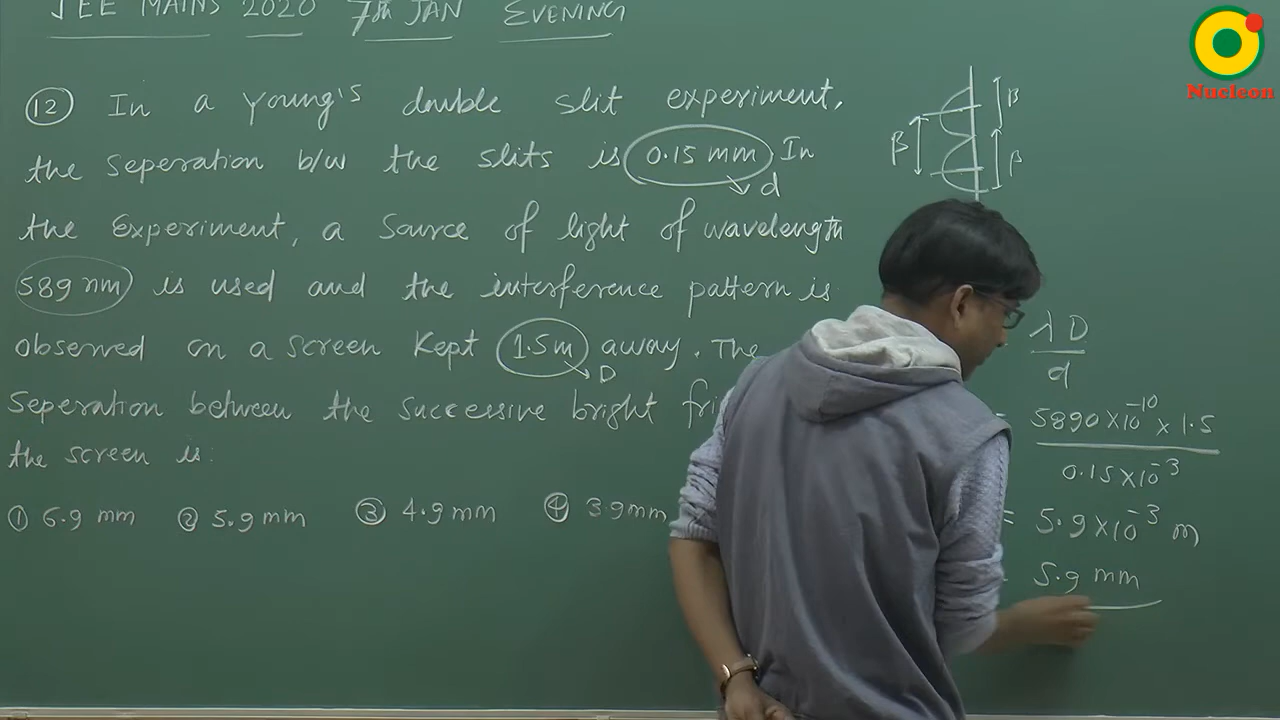 JEE MAINS 2020 7th JAN EVENING
Nucleon
(12) In a Young's double slit experiment,
the seperation b/w the slits is 0.15 mm In
d
the Experiment, a source of light of wavelength
589 nm is used and the interference pattern is
observed on a screen kept 1.5m away. The
D
Seperation between the successive bright
the screen is:
① 6.9 mm ② 5.9 mm ③ 4.9 mm ④ 3.9 mm
β β β
λD
d
= 5890 × 10⁻¹⁰ × 1.5
0.15 × 10⁻³
= 5.9 × 10⁻³ m
5.9 mm